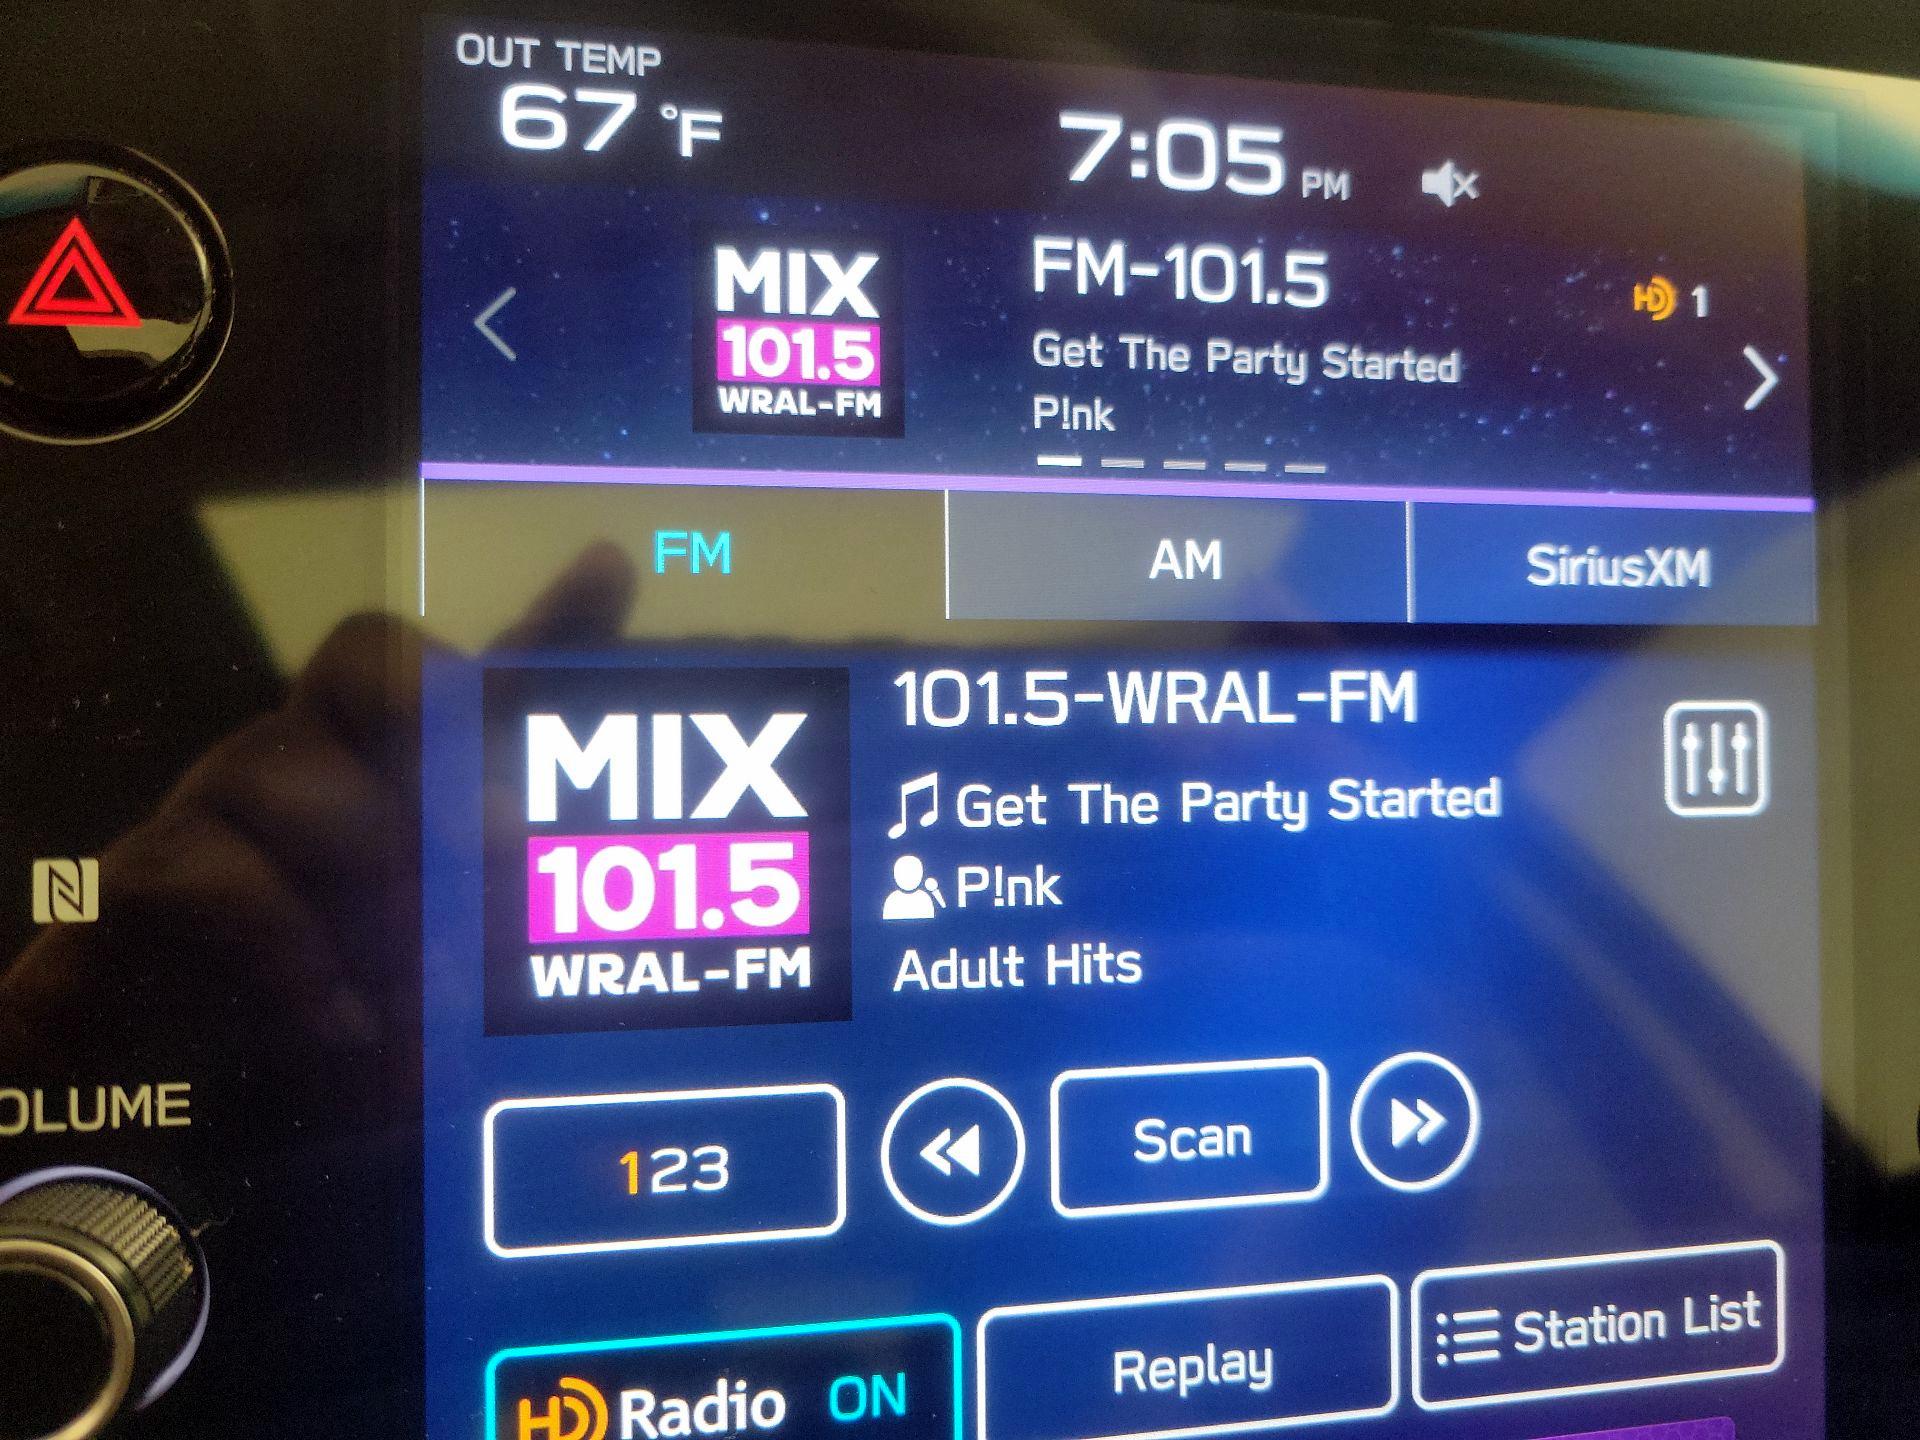 OUT TEMP
67 °F
7:05 PM
MIX
101.5
WRAL-FM
FM-101.5
HD 1
Get The Party Started
P!nk
FM
AM
SiriusXM
MIX
101.5
WRAL-FM
101.5-WRAL-FM
Get The Party Started
P!nk
Adult Hits
N
OLUME
123
Scan
HD Radio ON
Replay
Station List